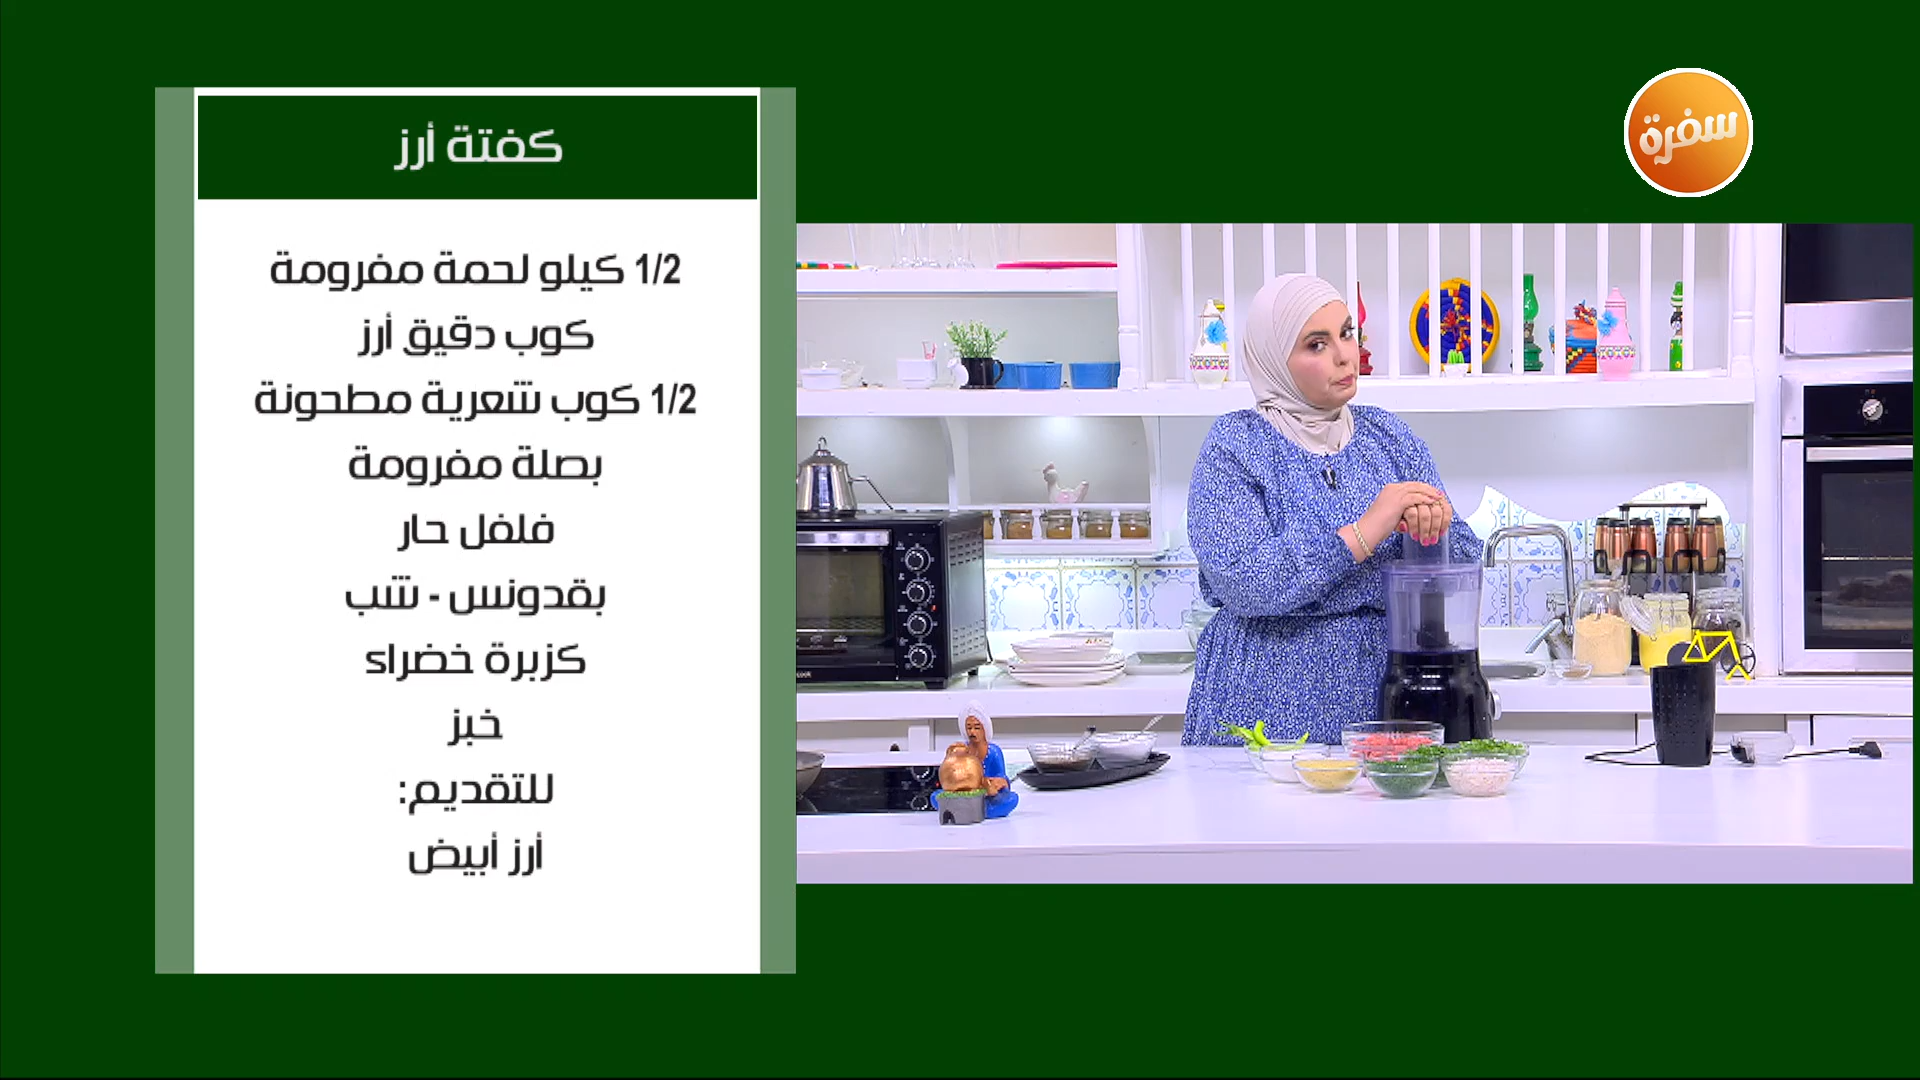 كفتة أرز
1/2 كيلو لحمة مفرومة
كوب دقيق أرز
1/2 كوب شعرية مطحونة
بصلة مفرومة
فلفل حار
بقدونس - شب
كزبرة خضراء
خبز
للتقديم:
أرز أبيض
سفرة